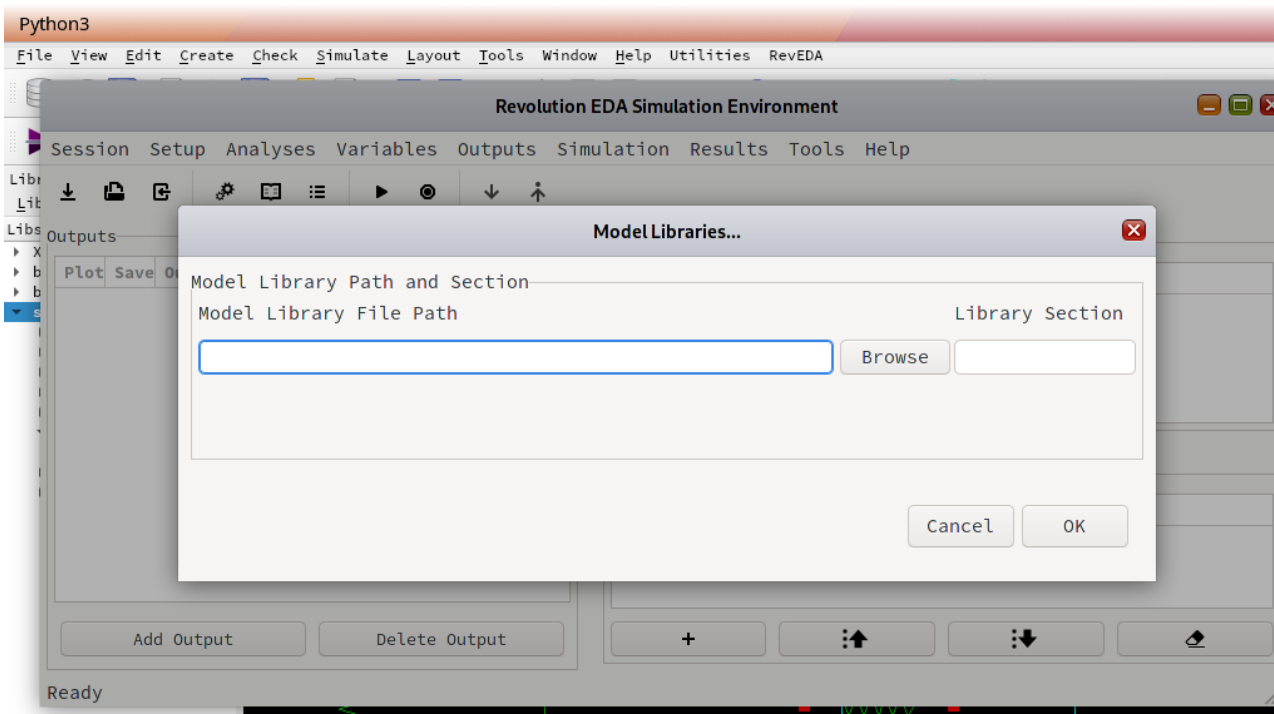 Python3
File View Edit Create Check Simulate Layout Tools Window Help Utilities RevEDA
Revolution EDA Simulation Environment
Session Setup Analyses Variables Outputs Simulation Results Tools Help
Model Libraries...
Outputs
Plot Save
Model Library Path and Section
Model Library File Path Library Section
Browse
Cancel OK
Add Output Delete Output +
Ready